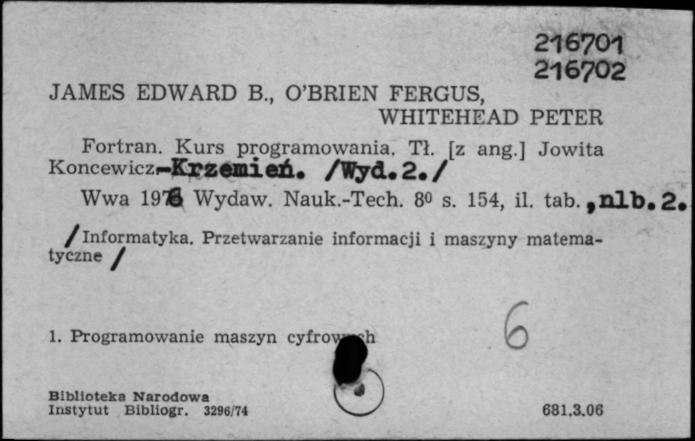 216701
216702
JAMES EDWARD B., O'BRIEN FERGUS,
WHITEHEAD PETER
Fortran. Kurs programowania. Tł. [z ang.] Jowita
Koncewicz-Krzemień. /Wyd.2./
Wwa 1976 Wydaw. Nauk.-Tech. 8⁰ s. 154, il. tab. ,nlb.2.
/Informatyka. Przetwarzanie informacji i maszyny matema-
tyczne /
6
1. Programowanie maszyn
Biblioteka Narodowa
Instytut Bibliogr. 3296/74
681.3.06